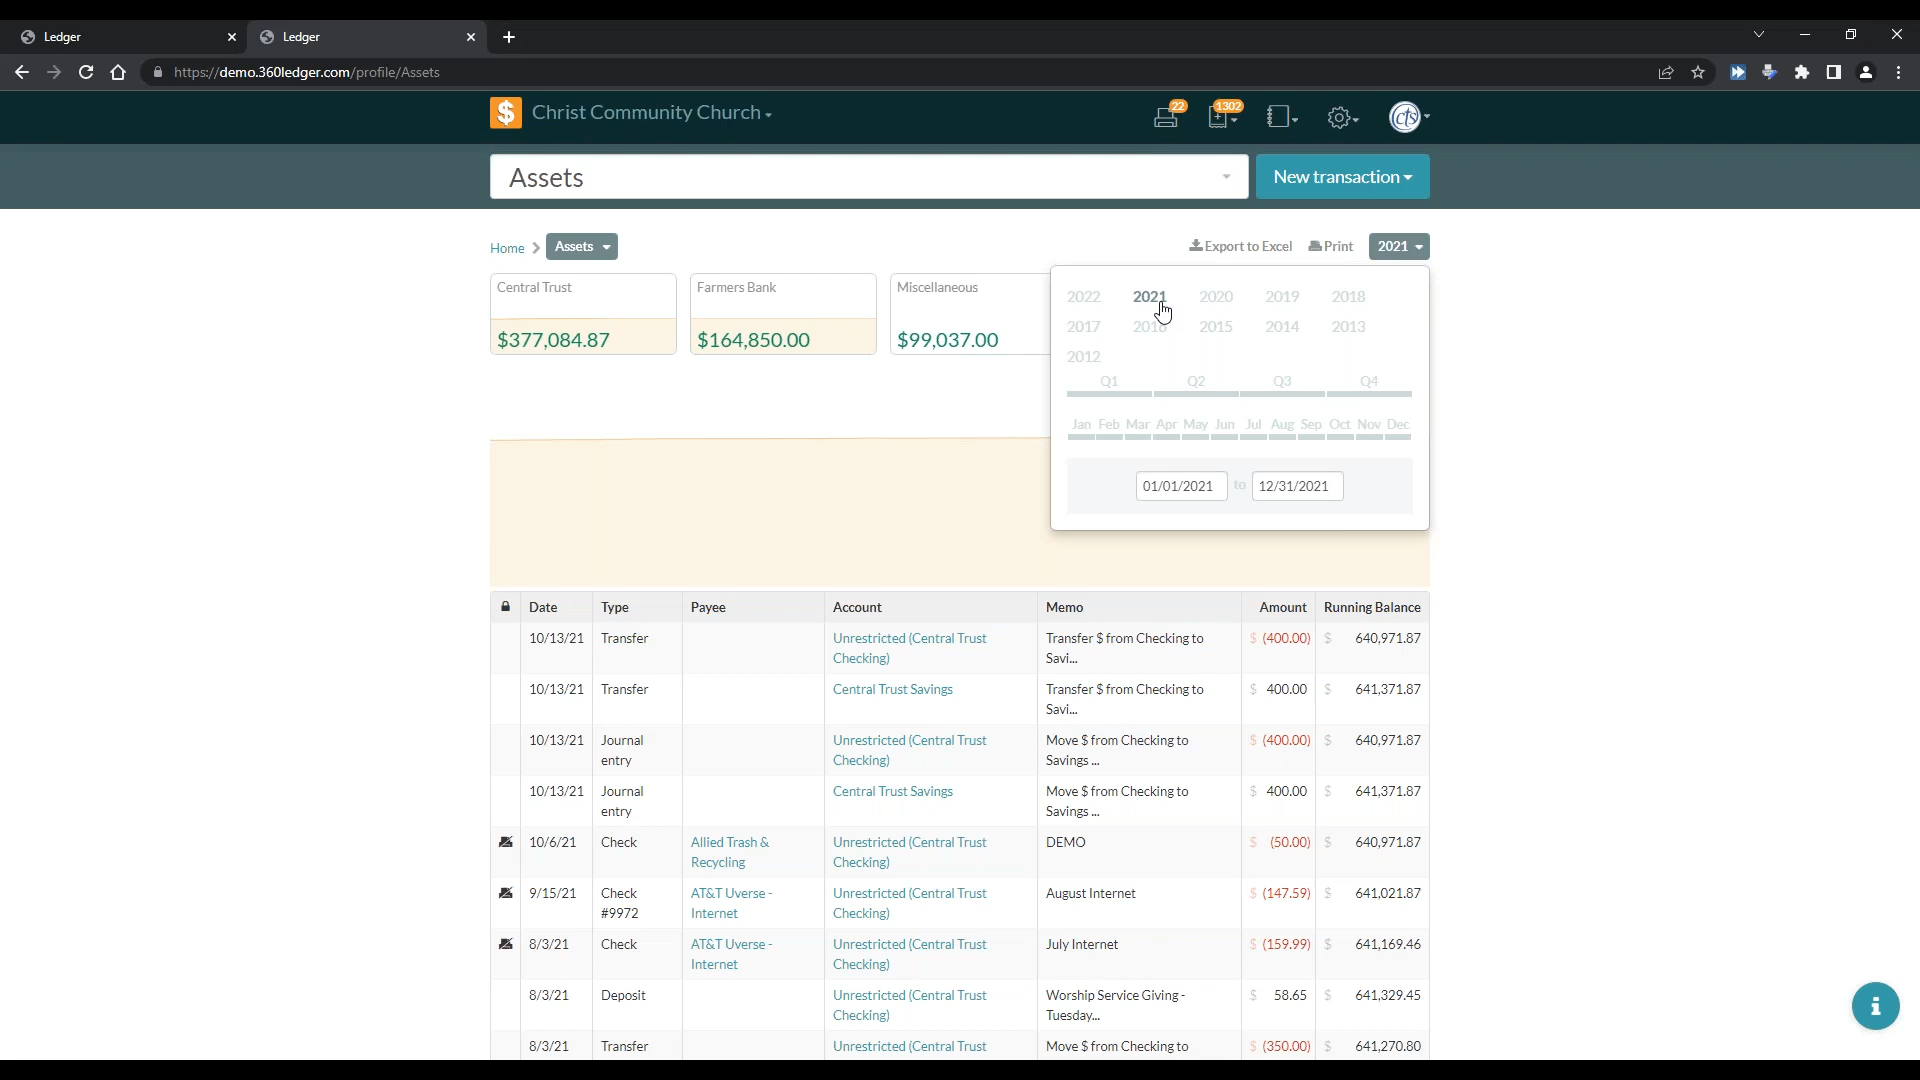 Ledger
Ledger
https://demo.360ledger.com/profile/Assets
$ Christ Community Church 22 1302 cts
Assets New transaction
Home Assets Export to Excel Print 2021
Central Trust Farmers Bank Miscellaneous
$377,084.87 $164,850.00 $99,037.00
2022 2021 2020 2019 2018
2017 2016 2015 2014 2013
2012
Q1 Q2 Q3 Q4
Jan Feb Mar Apr May Jun Jul Aug Sep Oct Nov Dec
01/01/2021 to 12/31/2021
Date Type Payee Account Memo Amount Running Balance
10/13/21 Transfer Unrestricted (Central Trust Transfer $ from Checking to $ (400.00) $ 640,971.87
Checking) Savi...
10/13/21 Transfer Central Trust Savings Transfer $ from Checking to $ 400.00 $ 641,371.87
Savi...
10/13/21 Journal Unrestricted (Central Trust Move $ from Checking to $ (400.00) $ 640,971.87
entry Checking) Savings ...
10/13/21 Journal Central Trust Savings Move $ from Checking to $ 400.00 $ 641,371.87
entry Savings ...
10/6/21 Check Allied Trash & Unrestricted (Central Trust DEMO $ (50.00) $ 640,971.87
Recycling Checking)
9/15/21 Check AT&T Uverse - Unrestricted (Central Trust August Internet $ (147.59) $ 641,021.87
#9972 Internet Checking)
8/3/21 Check AT&T Uverse - Unrestricted (Central Trust July Internet $ (159.99) $ 641,169.46
Internet Checking)
8/3/21 Deposit Unrestricted (Central Trust Worship Service Giving - $ 58.65 $ 641,329.45
Checking) Tuesday...
8/3/21 Transfer Unrestricted (Central Trust Move $ from Checking to $ (350.00) $ 641,270.80